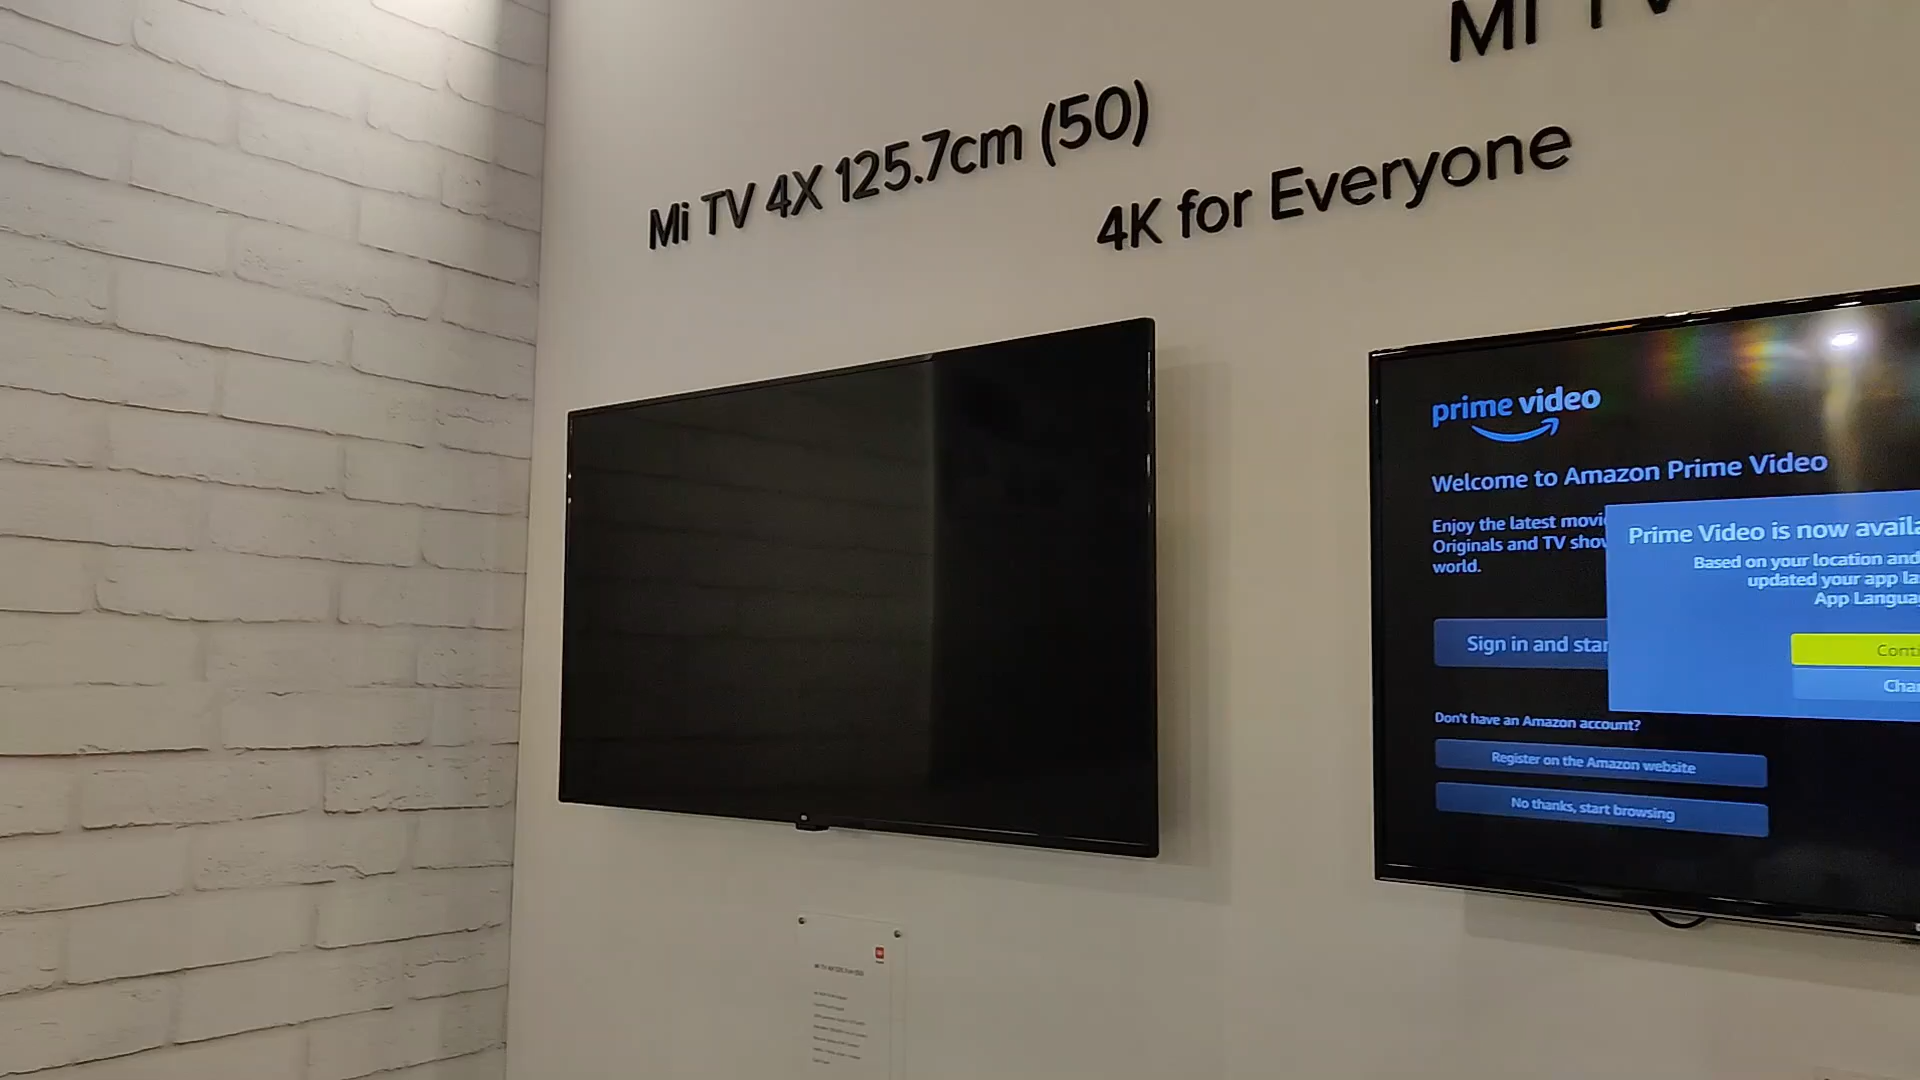 Mi TV
Mi TV 4X 125.7cm (50)
4K for Everyone
prime video
Welcome to Amazon Prime Video
Enjoy the latest movi
Originals and TV show
world.
Prime Video is now availa
Based on your location and
updated your app la
App Langua
Sign in and star
Conti
Cha
Don't have an Amazon account?
Register on the Amazon website
No thanks, start browsing